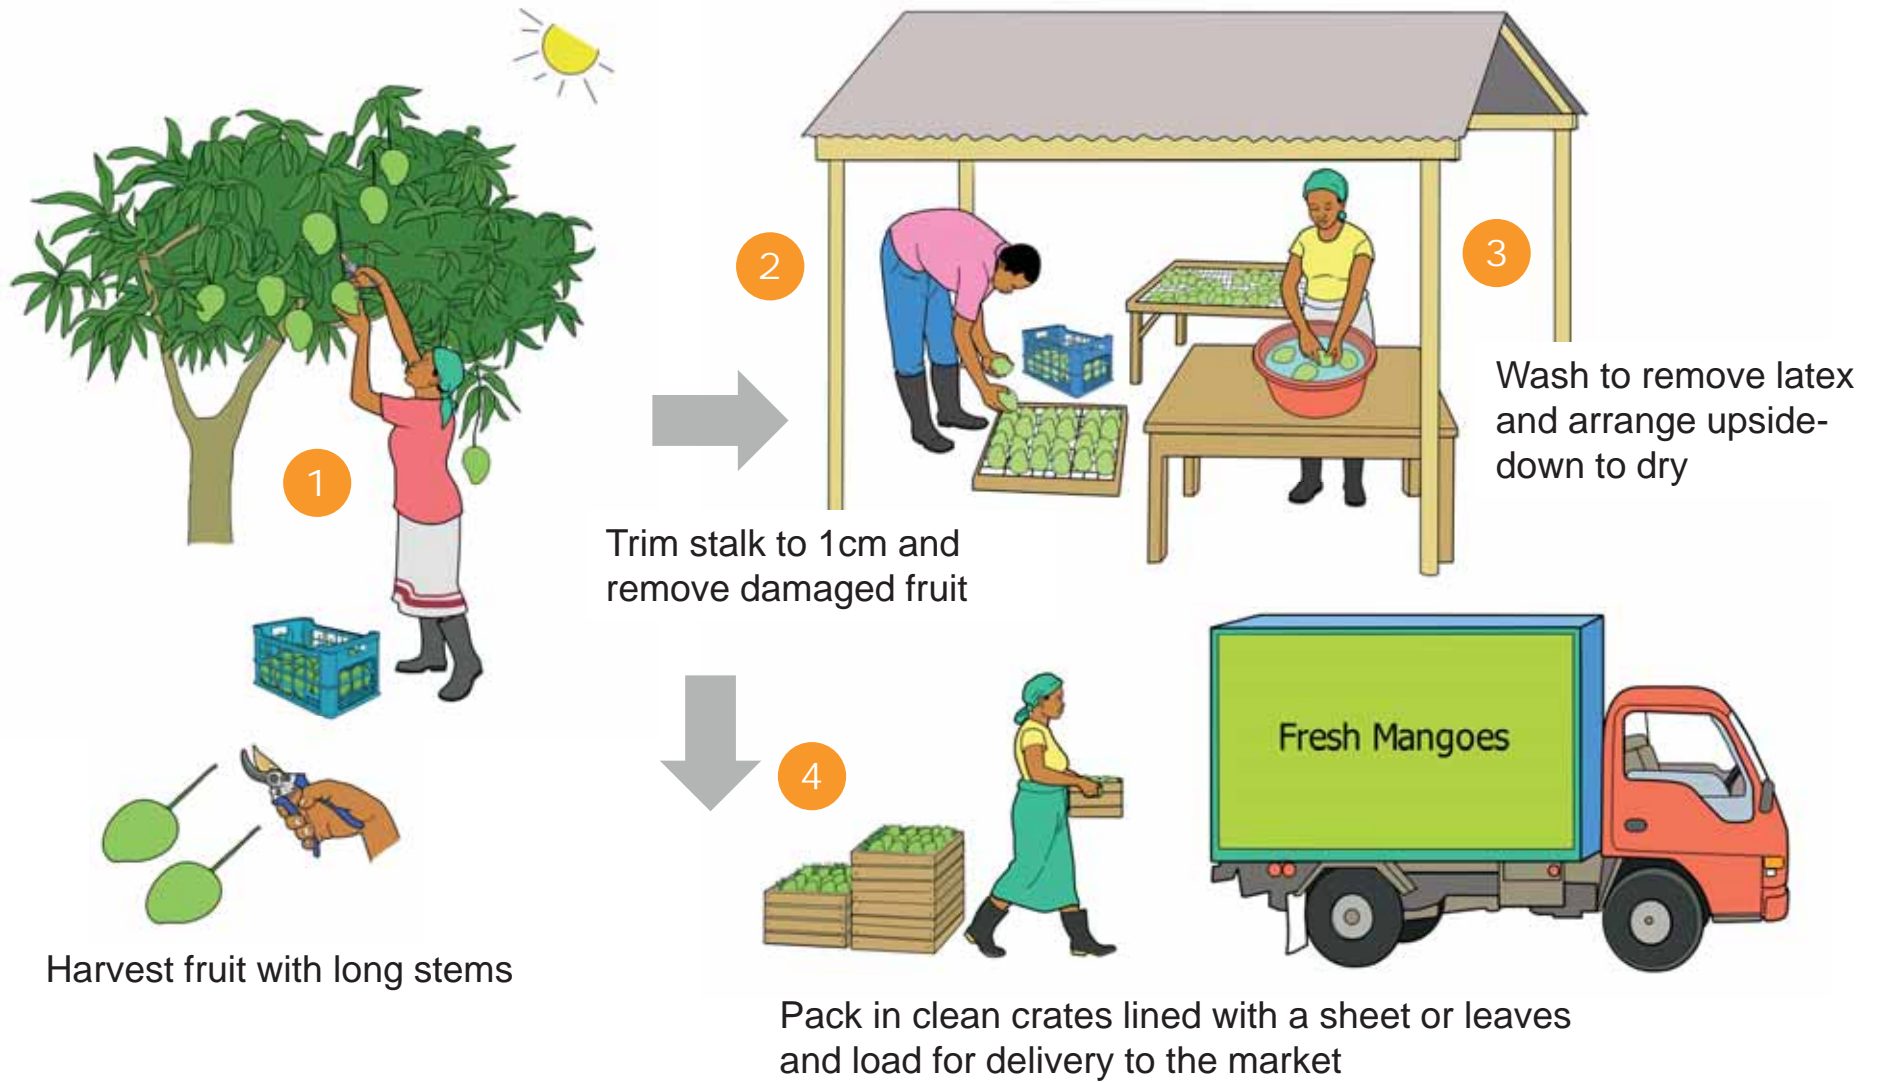 1
Harvest fruit with long stems
2
Trim stalk to 1cm and
remove damaged fruit
3
Wash to remove latex
and arrange upside-
down to dry
4
Fresh Mangoes
Pack in clean crates lined with a sheet or leaves
and load for delivery to the market